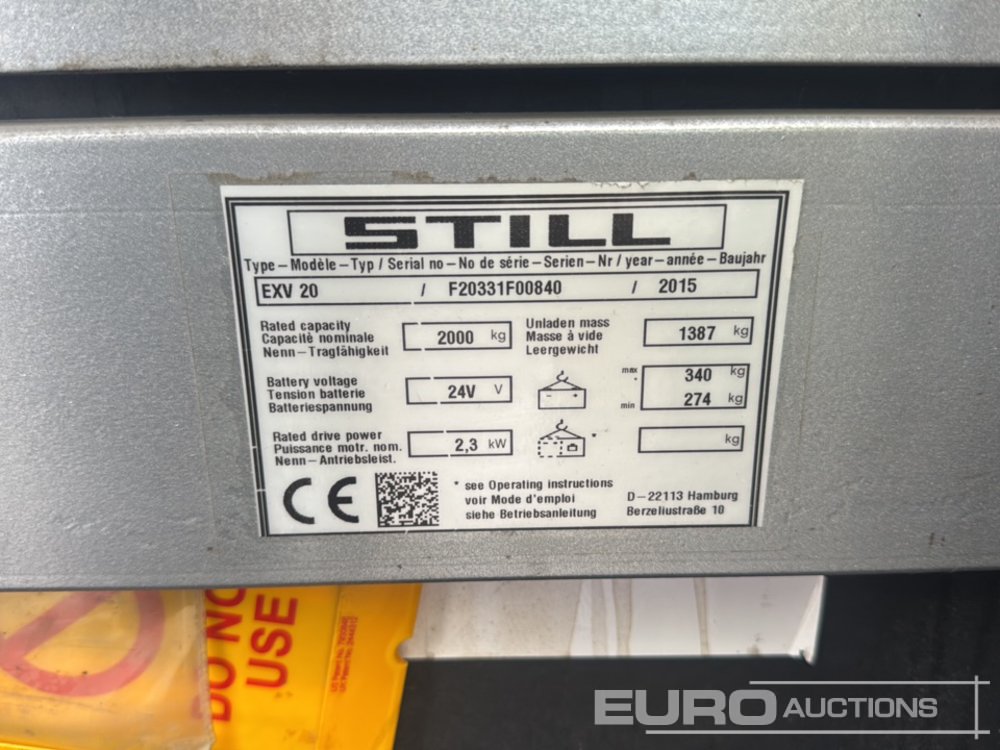 STILL
Type – Modèle – Typ / Serial no – No de série – Serien – Nr / year – année – Baujahr
EXV 20 / F20331F00840 / 2015
Rated capacity
Capacité nominale
Nenn – Tragfähigkeit
2000 kg
Unladen mass
Masse à vide
Leergewicht
1387 kg
Battery voltage
Tension batterie
Batteriespannung
24V V
max 340 kg
*
min 274 kg
Rated drive power
Puissance motr. nom.
Nenn – Antriebsleist.
2,3 kW
*
kg
CE
* see Operating instructions
voir Mode d'emploi
siehe Betriebsanleitung
D – 22113 Hamburg
Berzeliustraße 10
DO NO
USE
EURO AUCTIONS